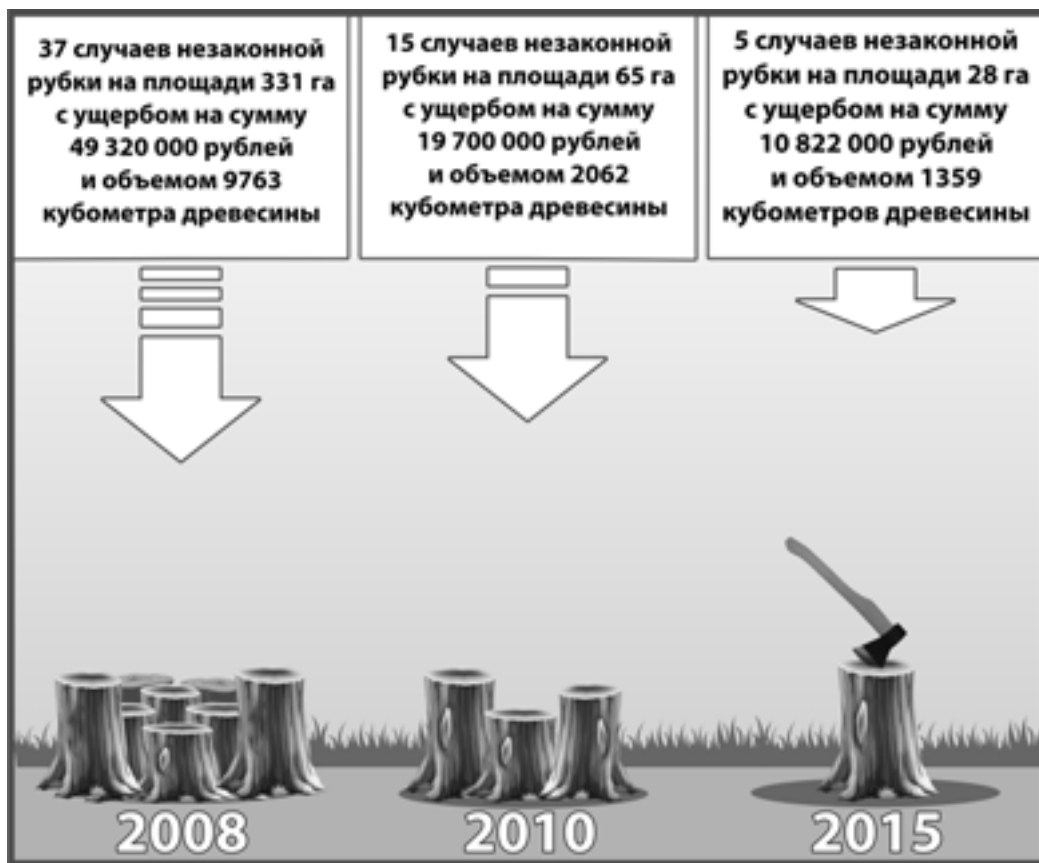 37 случаев незаконной
рубки на площади 331 га
с ущербом на сумму
49 320 000 рублей
и объемом 9763
кубометра древесины
15 случаев незаконной
рубки на площади 65 га
с ущербом на сумму
19 700 000 рублей
и объемом 2062
кубометра древесины
5 случаев незаконной
рубки на площади 28 га
с ущербом на сумму
10 822 000 рублей
и объемом 1359
кубометров древесины
2008
2010
2015